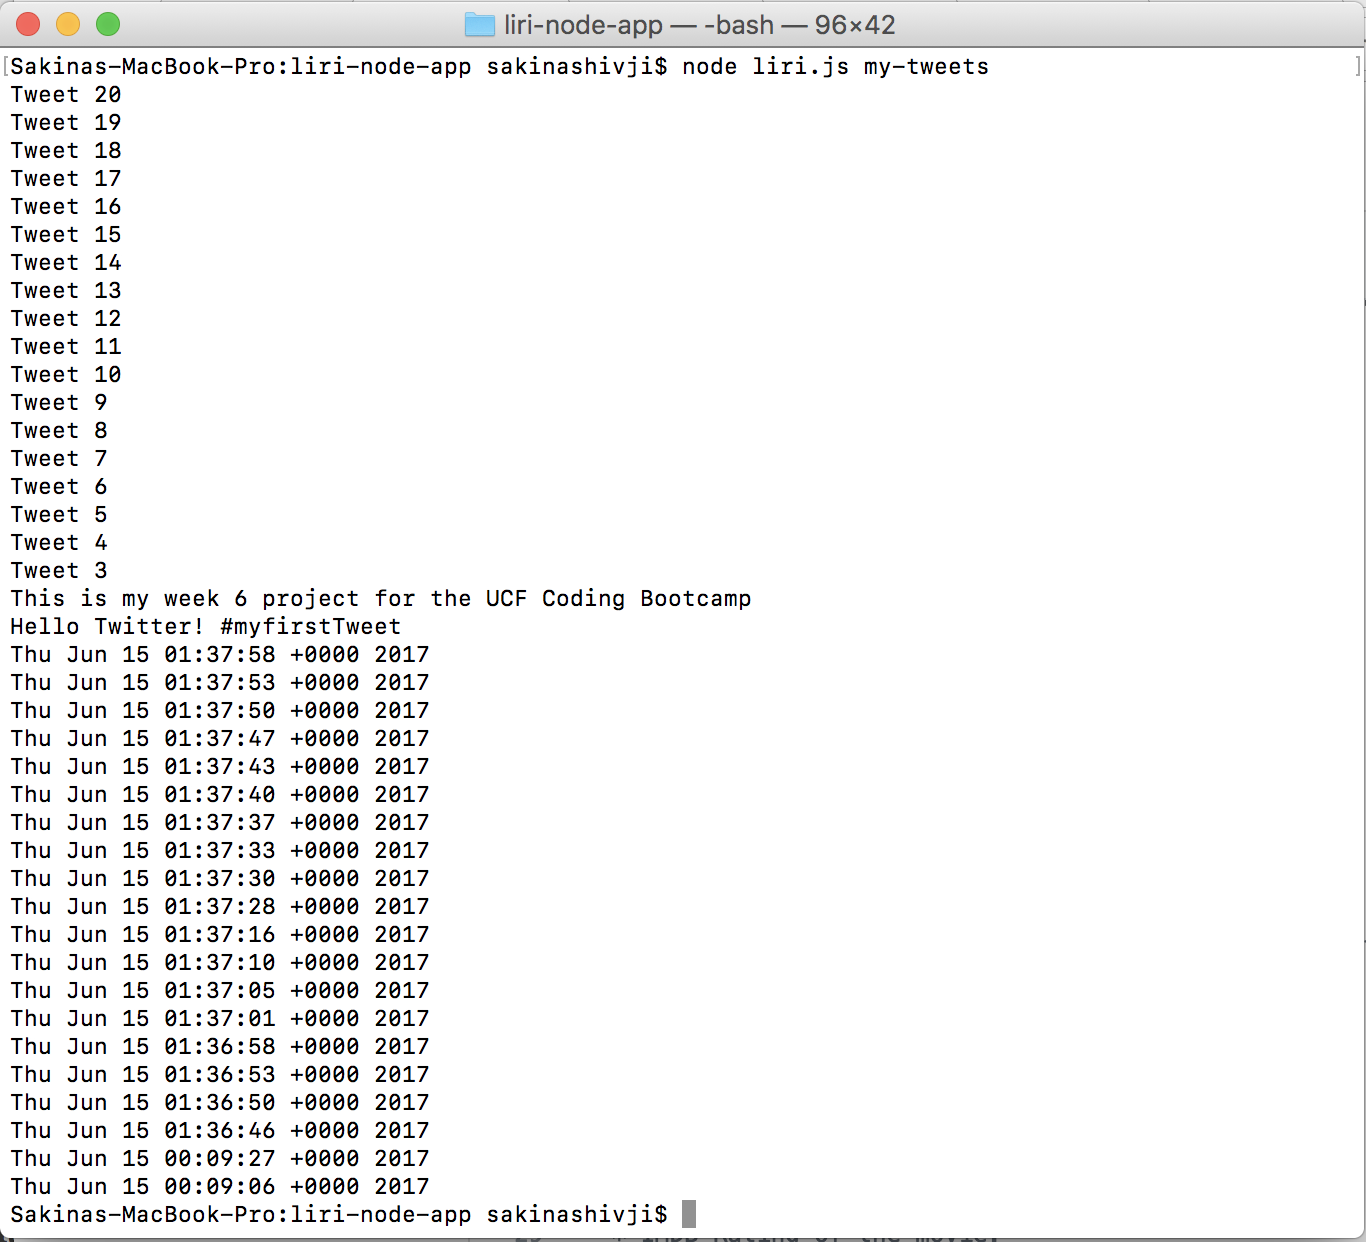 liri-node-app — -bash — 96×42
[Sakinas-MacBook-Pro:liri-node-app sakinashivji$ node liri.js my-tweets ]
Tweet 20
Tweet 19
Tweet 18
Tweet 17
Tweet 16
Tweet 15
Tweet 14
Tweet 13
Tweet 12
Tweet 11
Tweet 10
Tweet 9
Tweet 8
Tweet 7
Tweet 6
Tweet 5
Tweet 4
Tweet 3
This is my week 6 project for the UCF Coding Bootcamp
Hello Twitter! #myfirstTweet
Thu Jun 15 01:37:58 +0000 2017
Thu Jun 15 01:37:53 +0000 2017
Thu Jun 15 01:37:50 +0000 2017
Thu Jun 15 01:37:47 +0000 2017
Thu Jun 15 01:37:43 +0000 2017
Thu Jun 15 01:37:40 +0000 2017
Thu Jun 15 01:37:37 +0000 2017
Thu Jun 15 01:37:33 +0000 2017
Thu Jun 15 01:37:30 +0000 2017
Thu Jun 15 01:37:28 +0000 2017
Thu Jun 15 01:37:16 +0000 2017
Thu Jun 15 01:37:10 +0000 2017
Thu Jun 15 01:37:05 +0000 2017
Thu Jun 15 01:37:01 +0000 2017
Thu Jun 15 01:36:58 +0000 2017
Thu Jun 15 01:36:53 +0000 2017
Thu Jun 15 01:36:50 +0000 2017
Thu Jun 15 01:36:46 +0000 2017
Thu Jun 15 00:09:27 +0000 2017
Thu Jun 15 00:09:06 +0000 2017
Sakinas-MacBook-Pro:liri-node-app sakinashivji$